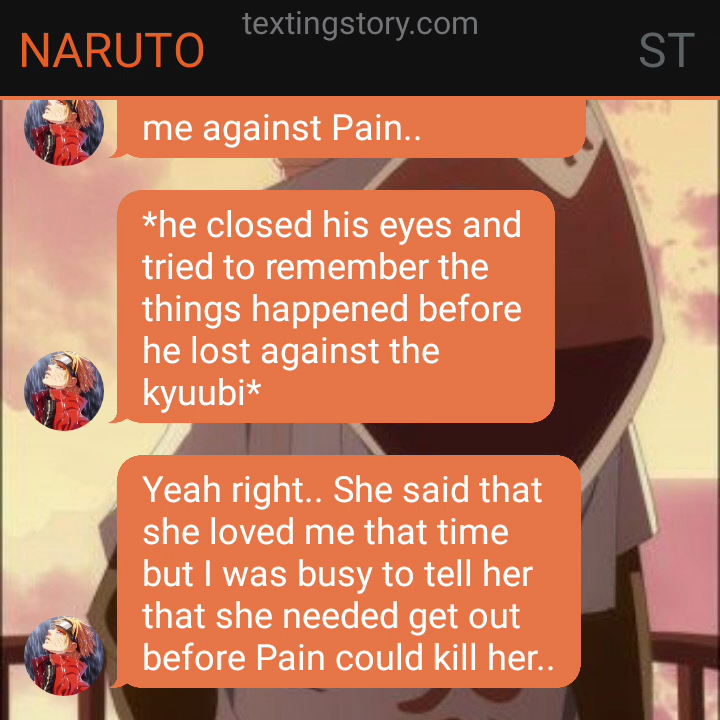 textingstory.com
NARUTO
ST
me against Pain..
*he closed his eyes and
tried to remember the
things happened before
he lost against the
kyuubi*
Yeah right.. She said that
she loved me that time
but I was busy to tell her
that she needed get out
before Pain could kill her..